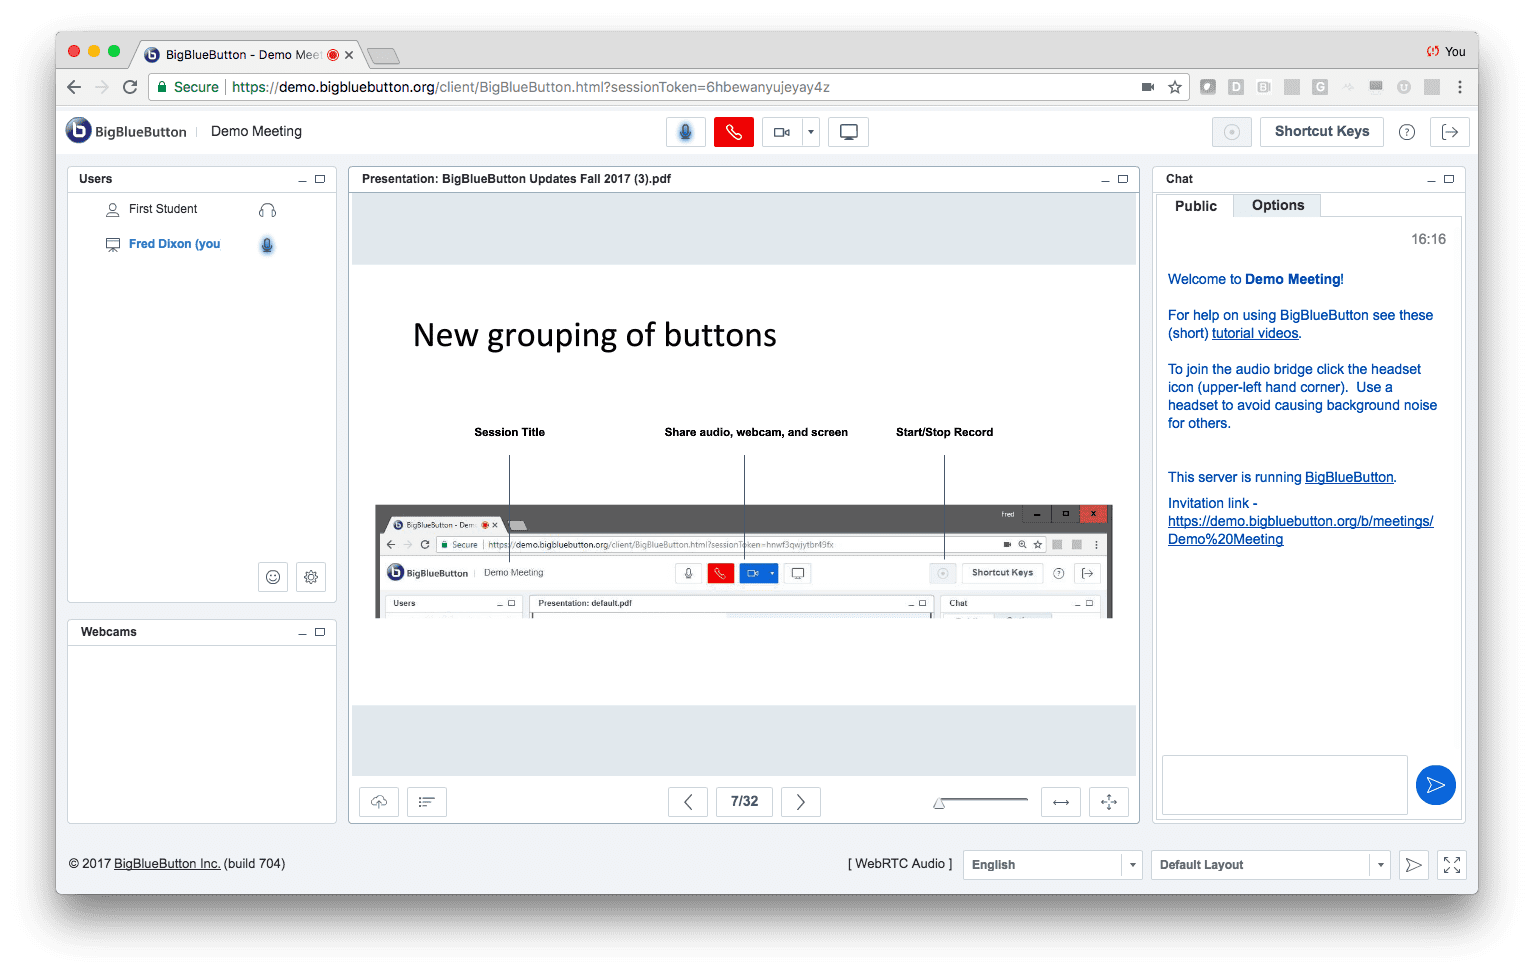 BigBlueButton - Demo Meet
You
Secure https://demo.bigbluebutton.org/client/BigBlueButton.html?sessionToken=6hbewanyujeyay4z
D B G U
b BigBlueButton Demo Meeting
Shortcut Keys ?
Users
First Student
Fred Dixon (you
Webcams
Presentation: BigBlueButton Updates Fall 2017 (3).pdf
New grouping of buttons
Session Title Share audio, webcam, and screen Start/Stop Record
BigBlueButton - Dem
Fred
Secure https://demo.bigbluebutton.org/client/BigBlueButton.html?sessionToken=hnwf3qwjytbr49fx
b BigBlueButton Demo Meeting Shortcut Keys ?
Users Presentation: default.pdf Chat
7/32
Chat
Public Options
16:16
Welcome to Demo Meeting!
For help on using BigBlueButton see these
(short) tutorial videos.
To join the audio bridge click the headset
icon (upper-left hand corner). Use a
headset to avoid causing background noise
for others.
This server is running BigBlueButton.
Invitation link -
https://demo.bigbluebutton.org/b/meetings/
Demo%20Meeting
© 2017 BigBlueButton Inc. (build 704)
[ WebRTC Audio ] English Default Layout